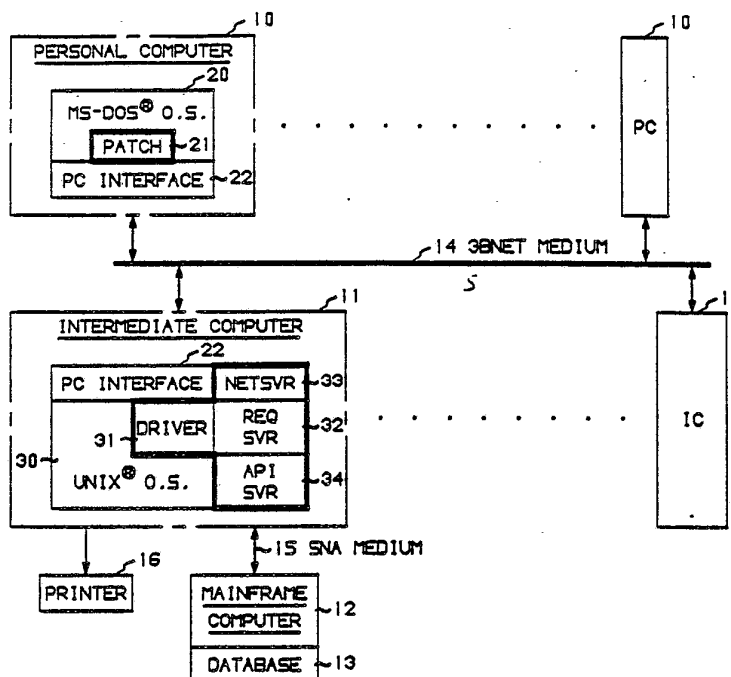 10
10
PERSONAL COMPUTER
20
MS-DOS® O.S.
PATCH
21
PC INTERFACE
22
PC
14 3BNET MEDIUM
S
11
1
INTERMEDIATE COMPUTER
22
PC INTERFACE
NETSVR
33
DRIVER
REQ
SVR
32
31
30
UNIX® O.S.
API
SVR
34
IC
15 SNA MEDIUM
16
PRINTER
MAINFRAME
COMPUTER
12
DATABASE
13